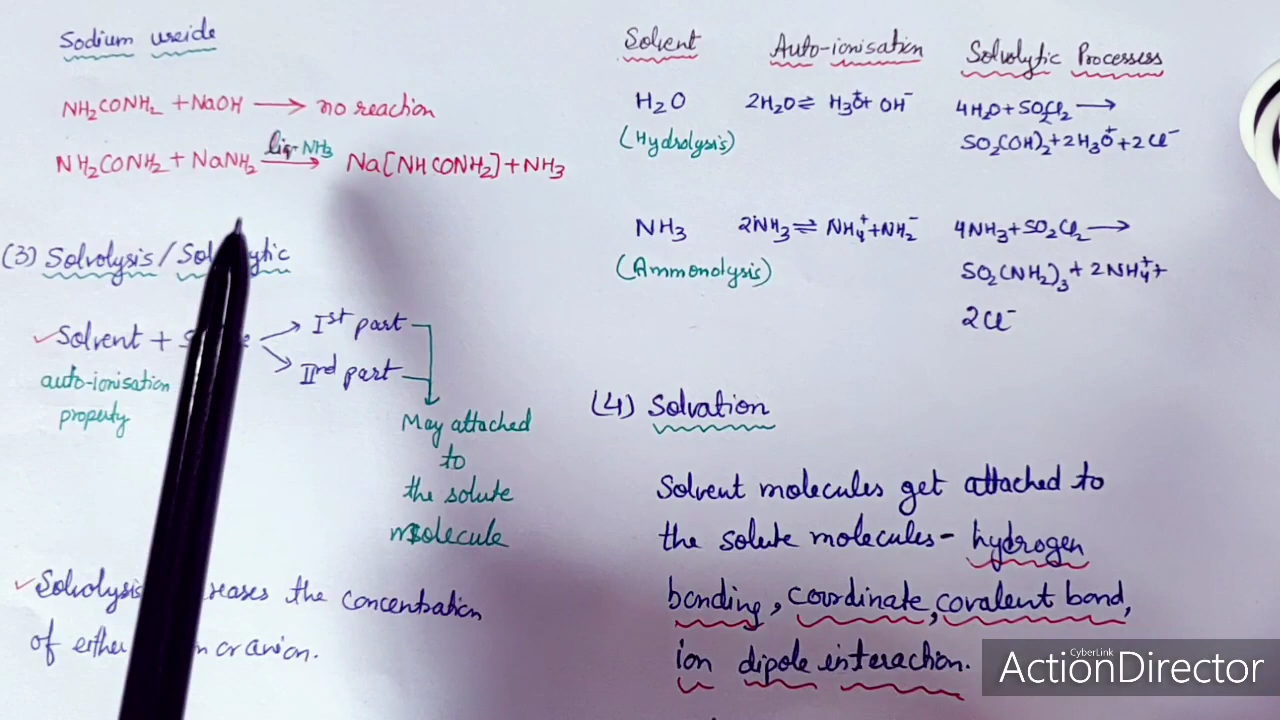 Sodium ureide
NH₂CONH₂ + NaOH ⟶ no reaction
NH₂CONH₂ + NaNH₂ liq-NH₃ ⟶ Na[NHCONH₂] + NH₃
(3) Solvolysis / Solvolytic
✓ Solvent +
auto-ionisation
property
Ist part
IInd part
May attached
to
the solute
molecule
✓ Solvolysis the concentration
of either or anion.
Solvent Auto-ionisation Solvolytic Processess
H₂O 2H₂O ⇌ H₃O⁺ + OH⁻ 4H₂O + SO₂Cl₂ ⟶
(Hydrolysis) SO₂(OH)₂ + 2H₃O⁺ + 2Cl⁻
NH₃ 2NH₃ ⇌ NH₄⁺ + NH₂⁻ 4NH₃ + SO₂Cl₂ ⟶
(Ammonolysis) SO₂(NH₂)₃ + 2NH₄⁺ +
2Cl⁻
(4) Solvation
Solvent molecules get attached to
the solute molecules - hydrogen
bonding, coordinate, covalent bond,
ion dipole interaction.
CyberLink
ActionDirector